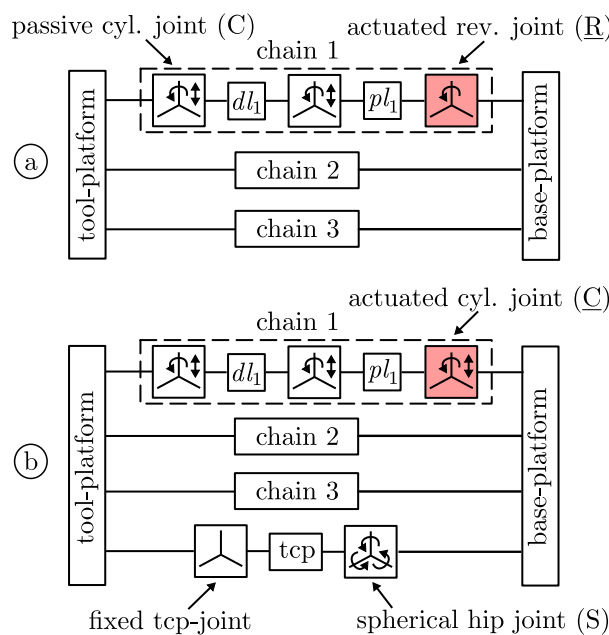 passive cyl. joint (C)
actuated rev. joint (R)
chain 1
dl1
pl1
a
tool-platform
chain 2
chain 3
base-platform
actuated cyl. joint (C)
chain 1
dl1
pl1
b
tool-platform
chain 2
chain 3
tcp
base-platform
fixed tcp-joint
spherical hip joint (S)